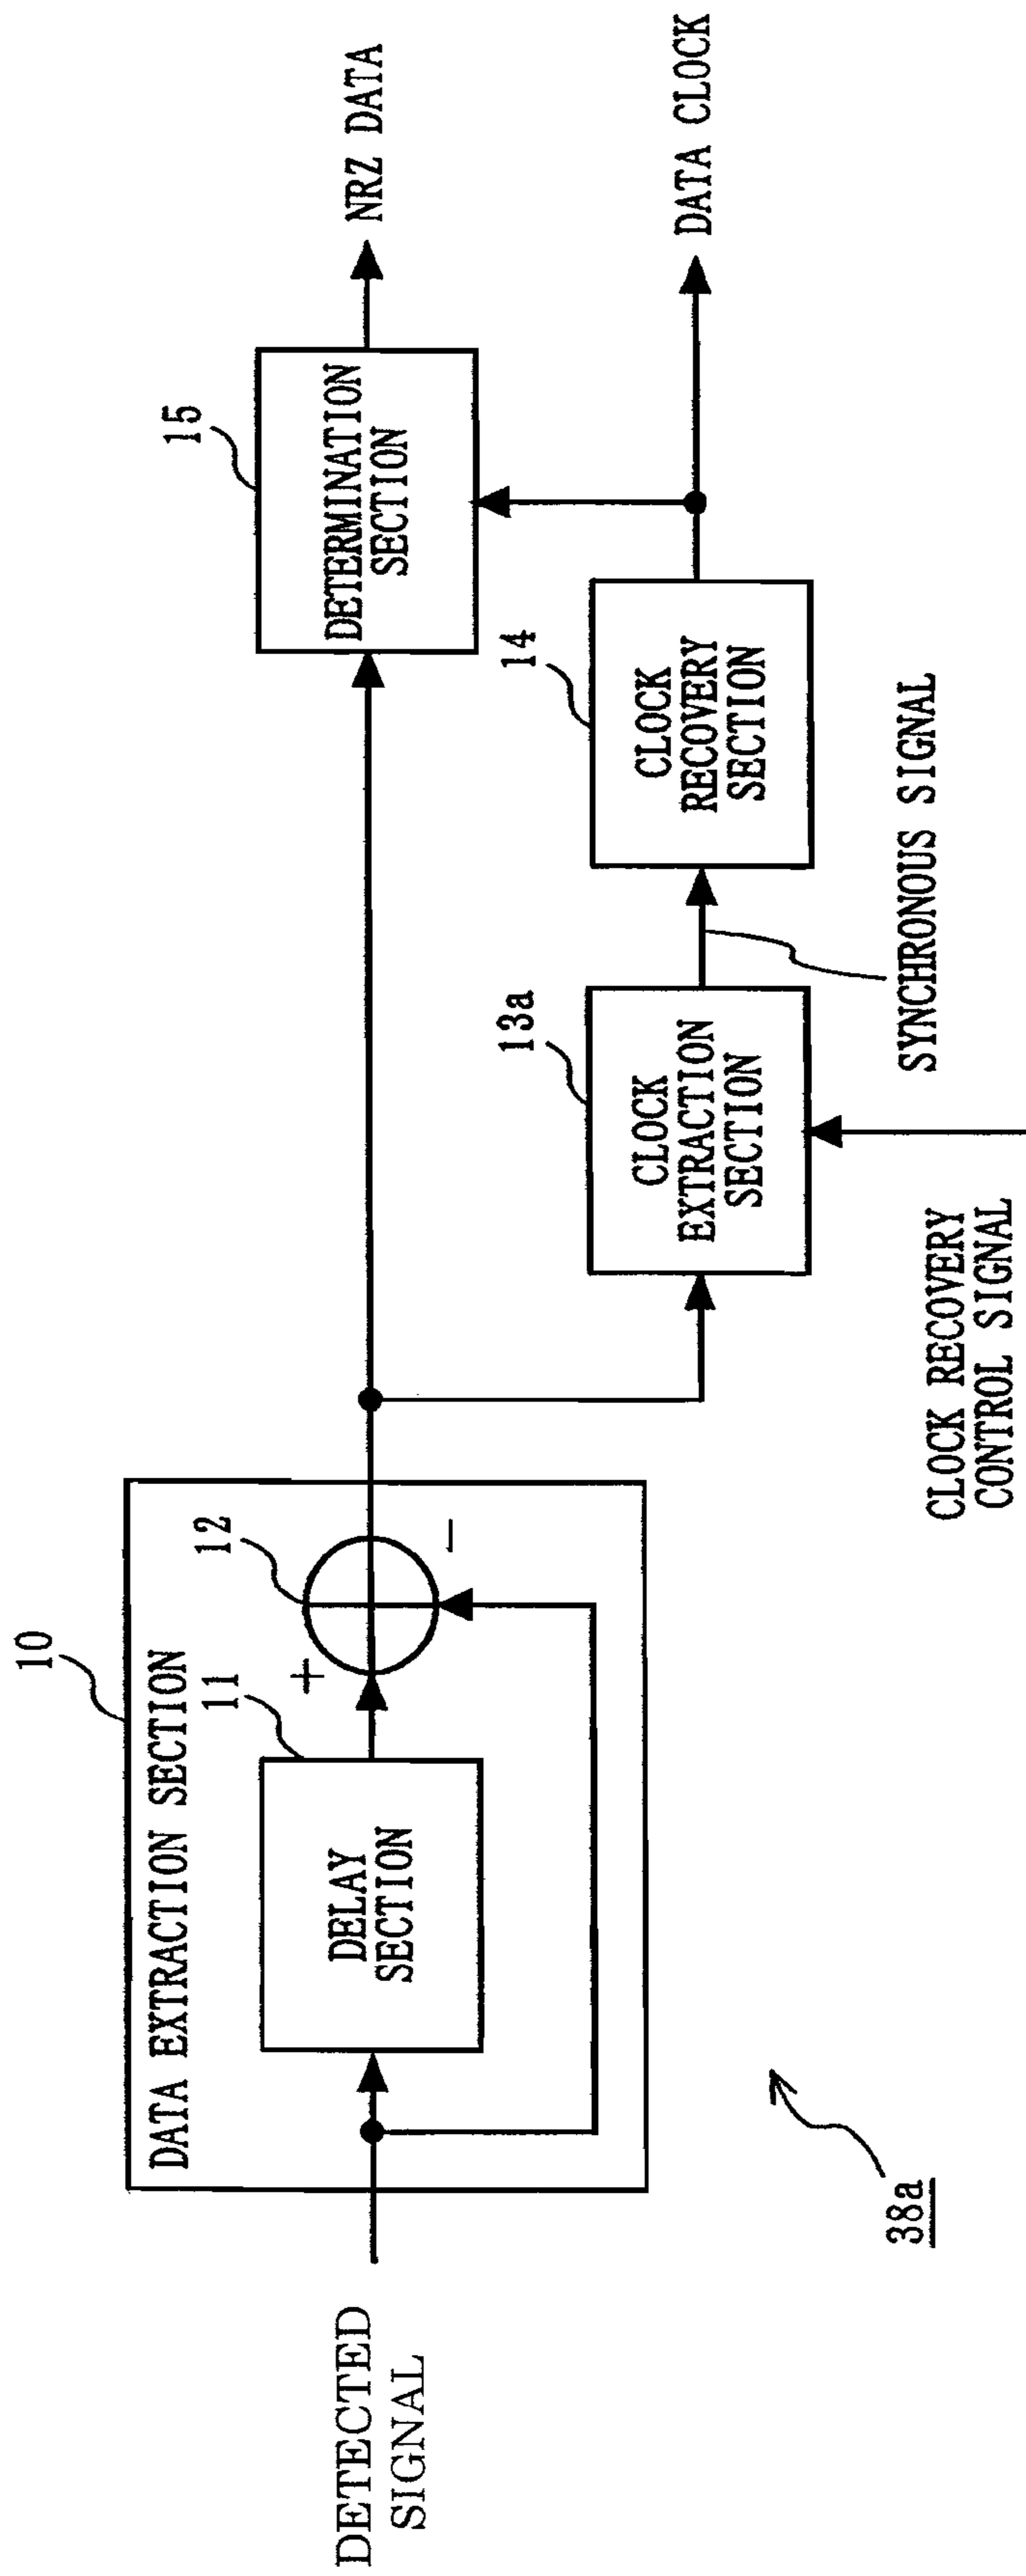 10
DATA EXTRACTION SECTION
DETECTED
SIGNAL
DELAY
SECTION
11
+
12
−
15
DETERMINATION
SECTION
NRZ DATA
13a
CLOCK
EXTRACTION
SECTION
14
CLOCK
RECOVERY
SECTION
DATA CLOCK
SYNCHRONOUS SIGNAL
CLOCK RECOVERY
CONTROL SIGNAL
38a